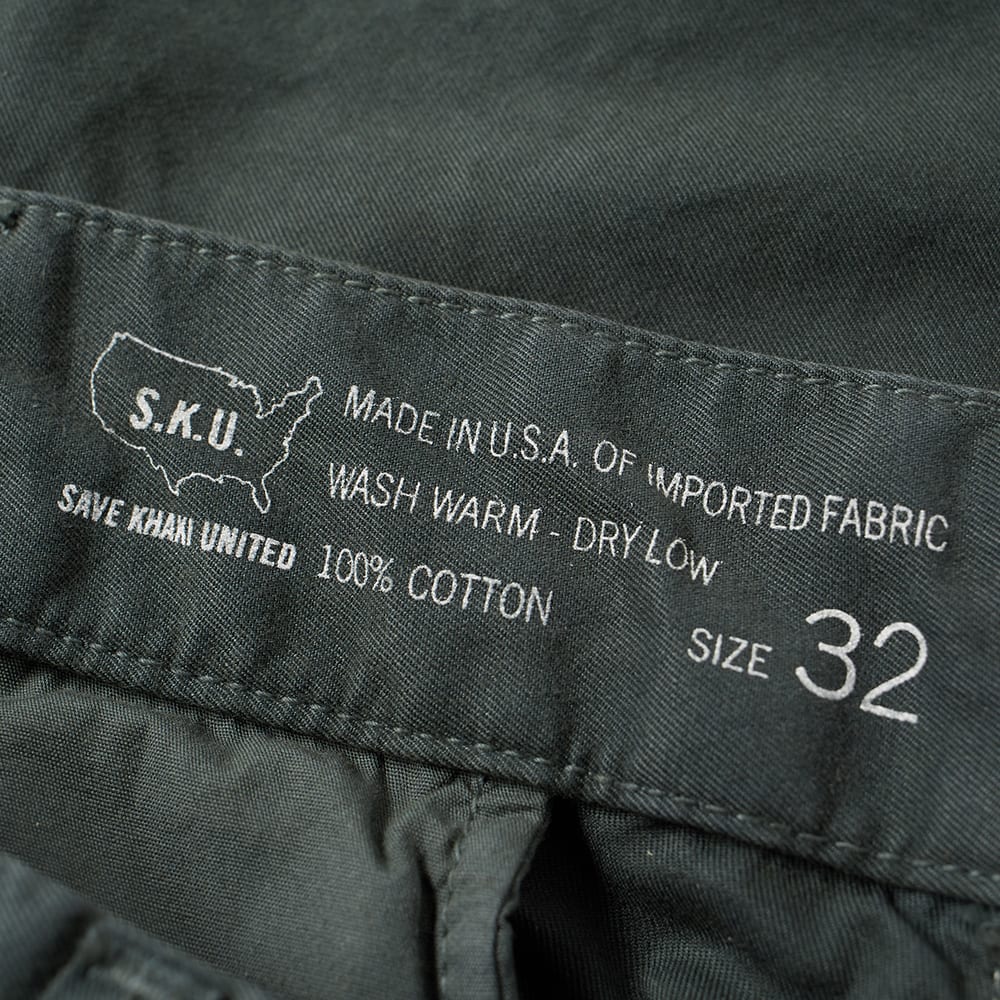 S.K.U.
SAVE KHAKI UNITED
MADE IN U.S.A. OF IMPORTED FABRIC
WASH WARM - DRY LOW
100% COTTON
SIZE 32